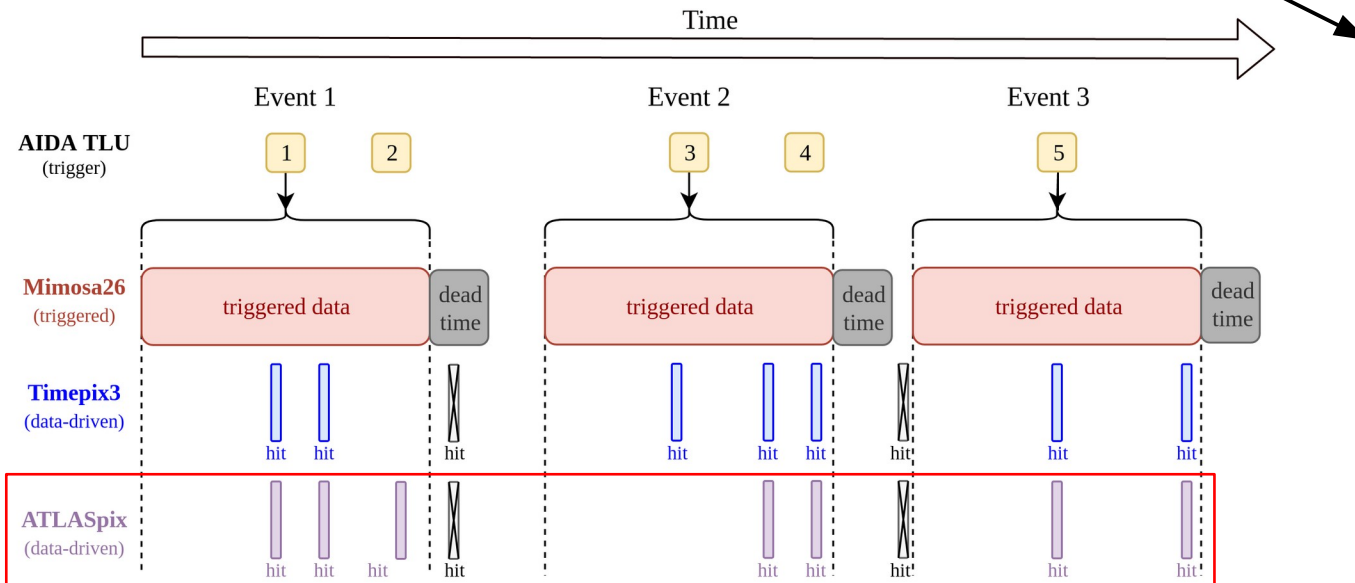 Time
Event 1 Event 2 Event 3
AIDA TLU
(trigger)
1 2 3 4 5
Mimosa26
(triggered)
triggered data
dead
time
triggered data
dead
time
triggered data
dead
time
Timepix3
(data-driven)
hit hit hit hit hit hit hit hit hit
ATLASpix
(data-driven)
hit hit hit hit hit hit hit hit hit